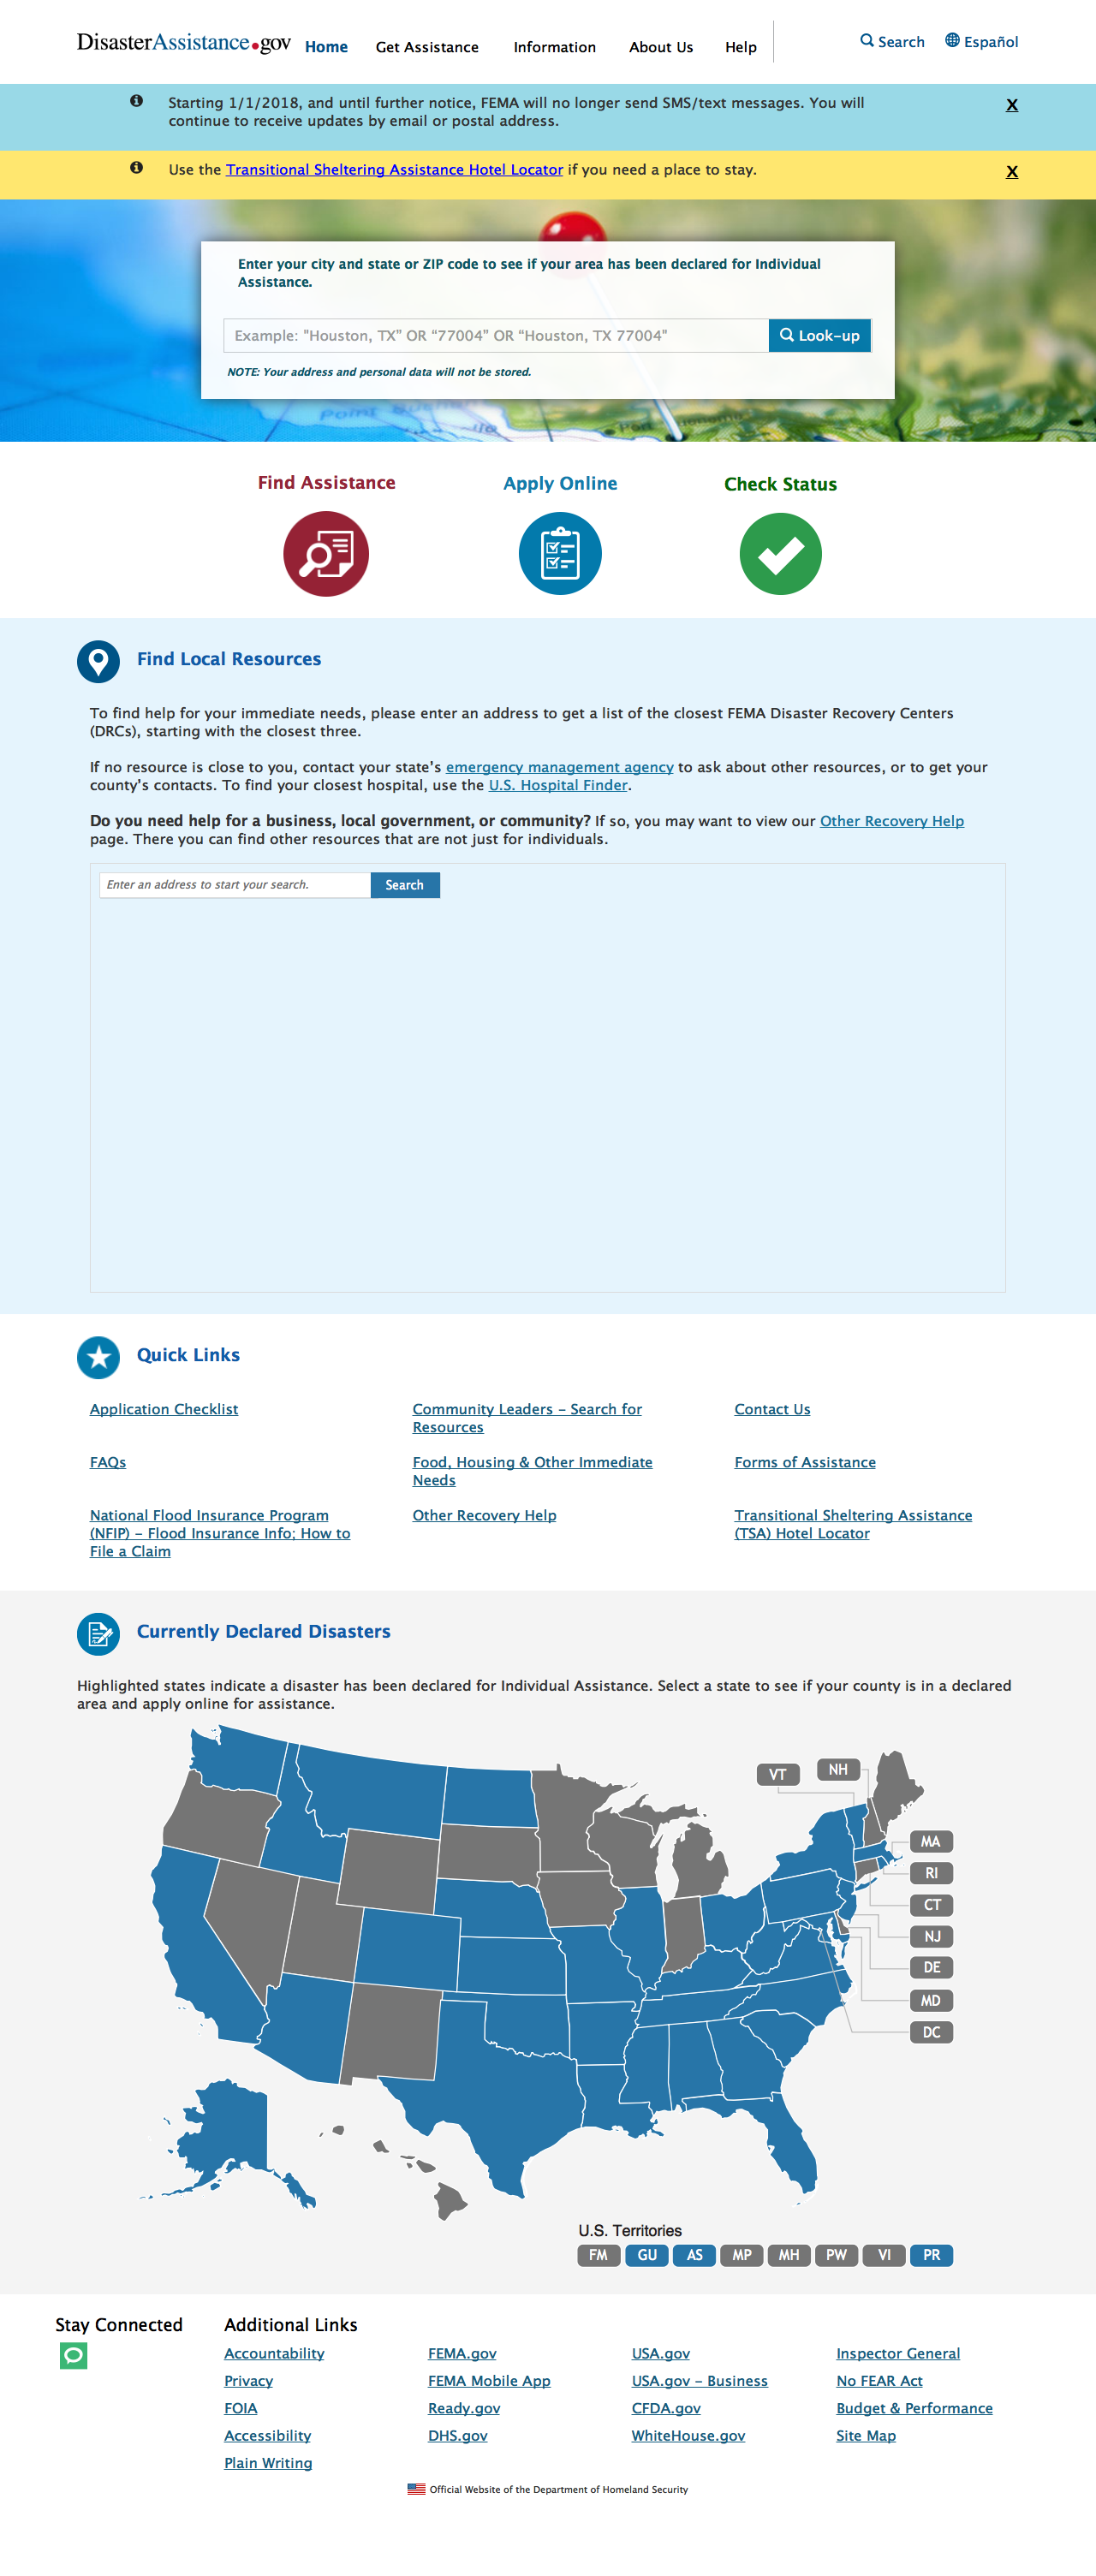 DisasterAssistance.gov
Home Get Assistance Information About Us Help
Search Español
Starting 1/1/2018, and until further notice, FEMA will no longer send SMS/text messages. You will
continue to receive updates by email or postal address.
X
Use the Transitional Sheltering Assistance Hotel Locator if you need a place to stay.
X
Enter your city and state or ZIP code to see if your area has been declared for Individual
Assistance.
Example: "Houston, TX" OR “77004” OR “Houston, TX 77004"
Look-up
NOTE: Your address and personal data will not be stored.
Find Assistance
Apply Online
Check Status
Find Local Resources
To find help for your immediate needs, please enter an address to get a list of the closest FEMA Disaster Recovery Centers
(DRCs), starting with the closest three.
If no resource is close to you, contact your state’s emergency management agency to ask about other resources, or to get your
county’s contacts. To find your closest hospital, use the U.S. Hospital Finder.
Do you need help for a business, local government, or community? If so, you may want to view our Other Recovery Help
page. There you can find other resources that are not just for individuals.
Enter an address to start your search.
Search
Quick Links
Application Checklist
Community Leaders - Search for
Resources
Contact Us
FAQs
Food, Housing & Other Immediate
Needs
Forms of Assistance
National Flood Insurance Program
(NFIP) - Flood Insurance Info; How to
File a Claim
Other Recovery Help
Transitional Sheltering Assistance
(TSA) Hotel Locator
Currently Declared Disasters
Highlighted states indicate a disaster has been declared for Individual Assistance. Select a state to see if your county is in a declared
area and apply online for assistance.
VT
NH
MA
RI
CT
NJ
DE
MD
DC
U.S. Territories
FM GU AS MP MH PW VI PR
Stay Connected
Additional Links
Accountability
Privacy
FOIA
Accessibility
Plain Writing
FEMA.gov
FEMA Mobile App
Ready.gov
DHS.gov
USA.gov
USA.gov - Business
CFDA.gov
WhiteHouse.gov
Inspector General
No FEAR Act
Budget & Performance
Site Map
Official Website of the Department of Homeland Security